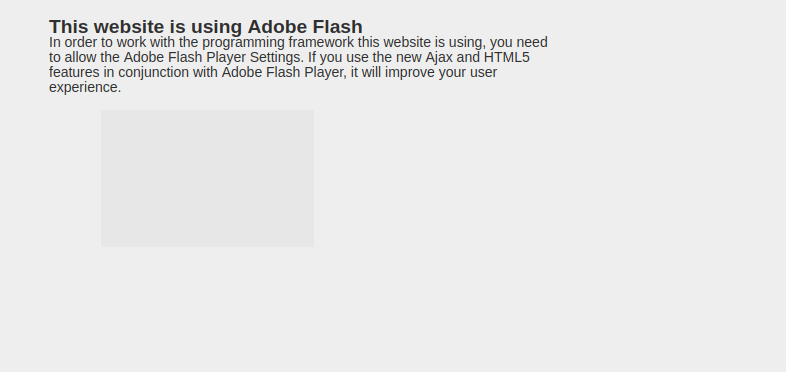 This website is using Adobe Flash
In order to work with the programming framework this website is using, you need
to allow the Adobe Flash Player Settings. If you use the new Ajax and HTML5
features in conjunction with Adobe Flash Player, it will improve your user
experience.